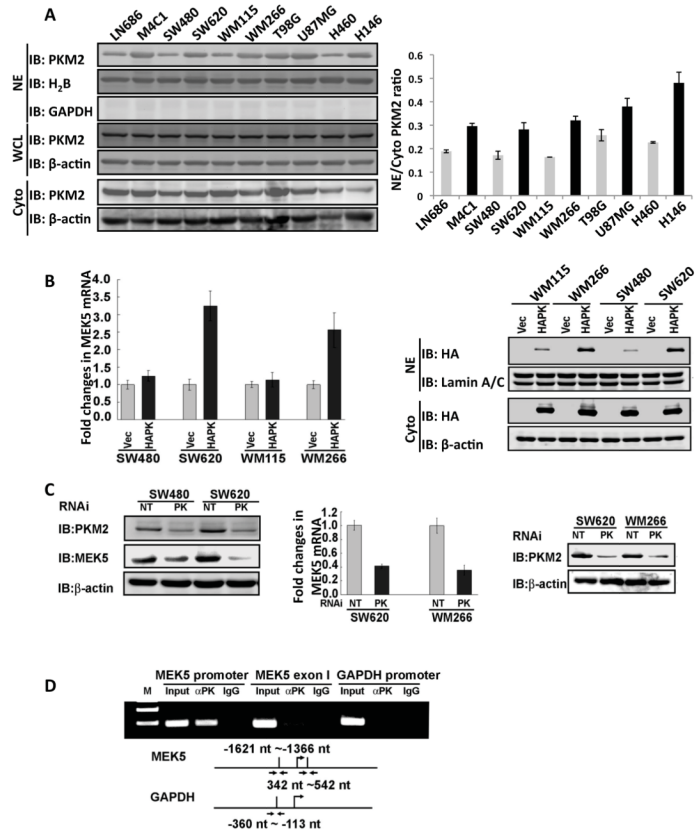 A
LN686 M4C1 SW480 SW620 WM115 WM266 T98G U87MG H460 H146
NE
IB: PKM2
IB: H2B
IB: GAPDH
WCL
IB: PKM2
IB: β-actin
Cyto
IB: PKM2
IB: β-actin
NE/Cyto PKM2 ratio
0.6
0.5
0.4
0.3
0.2
0.1
0
LN686 M4C1 SW480 SW620 WM115 WM266 T98G U87MG H460 H146
B
Fold changes in MEK5 mRNA
4.0
3.5
3.0
2.5
2.0
1.5
1.0
0.5
0.0
Vec HAPK Vec HAPK Vec HAPK Vec HAPK
SW480 SW620 WM115 WM266
WM115 WM266 SW480 SW620
Vec HAPK Vec HAPK Vec HAPK Vec HAPK
NE
IB: HA
IB: Lamin A/C
Cyto
IB: HA
IB: β-actin
C
SW480 SW620
RNAi NT PK NT PK
IB:PKM2
IB:MEK5
IB:β-actin
Fold changes in
MEK5 mRNA
1.2
1.0
0.8
0.6
0.4
0.2
0.0
RNAi NT PK NT PK
SW620 WM266
SW620 WM266
RNAi NT PK NT PK
IB:PKM2
IB:β-actin
D
MEK5 promoter MEK5 exon I GAPDH promoter
M Input αPK IgG Input αPK IgG Input αPK IgG
-1621 nt ~-1366 nt
MEK5
342 nt ~542 nt
GAPDH
-360 nt ~ -113 nt